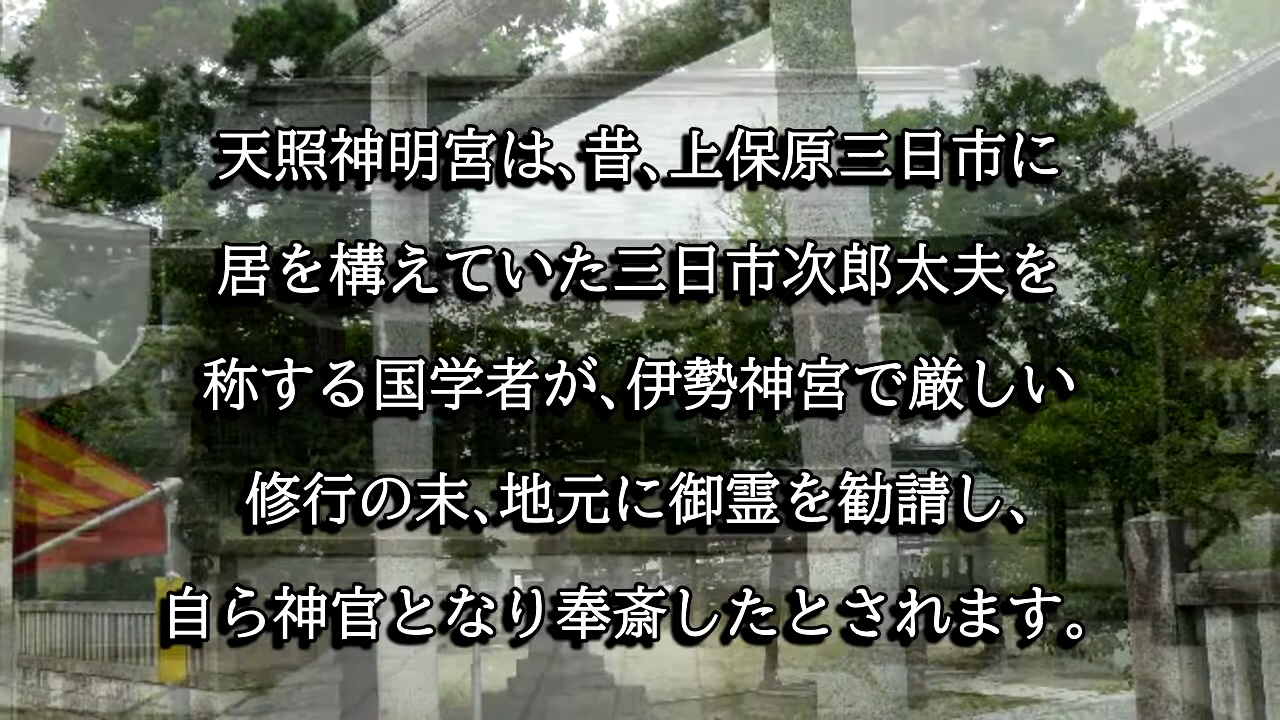 天照神明宮は、昔、上保原三日市に
居を構えていた三日市次郎太夫を
称する国学者が、伊勢神宮で厳しい
修行の末、地元に御霊を勧請し、
自ら神官となり奉斎したとされます。